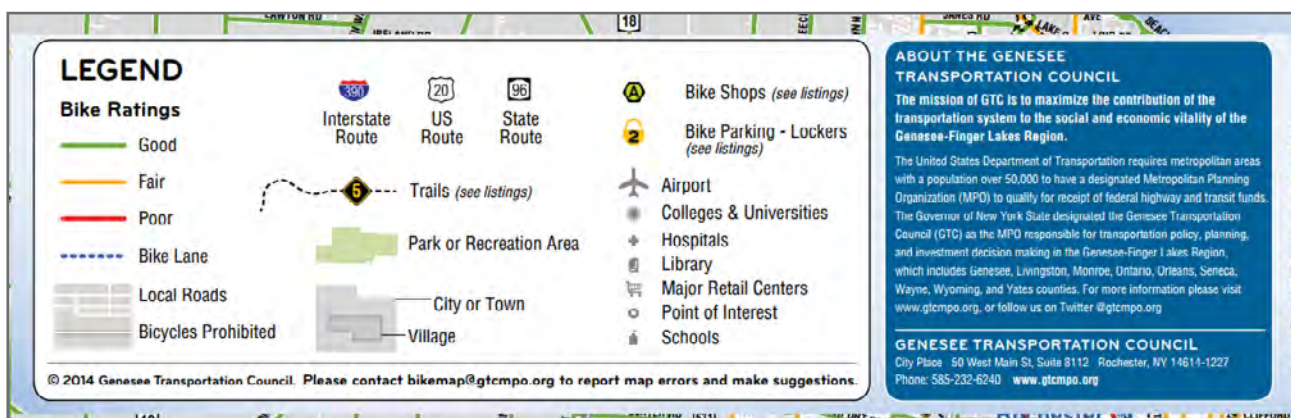 LAWTON RD
IRELAND RD
18
JANES RD
AVE
LEGEND
Bike Ratings
Good
Fair
Poor
Bike Lane
Local Roads
Bicycles Prohibited
390
Interstate
Route
20
US
Route
96
State
Route
5
Trails (see listings)
Park or Recreation Area
City or Town
Village
A
Bike Shops (see listings)
2
Bike Parking - Lockers
(see listings)
Airport
Colleges & Universities
Hospitals
Library
Major Retail Centers
Point of Interest
Schools
© 2014 Genesee Transportation Council. Please contact bikemap@gtcmpo.org to report map errors and make suggestions.
ABOUT THE GENESEE
TRANSPORTATION COUNCIL
The mission of GTC is to maximize the contribution of the
transportation system to the social and economic vitality of the
Genesee-Finger Lakes Region.
The United States Department of Transportation requires metropolitan areas
with a population over 50,000 to have a designated Metropolitan Planning
Organization (MPO) to qualify for receipt of federal highway and transit funds.
The Governor of New York State designated the Genesee Transportation
Council (GTC) as the MPO responsible for transportation policy, planning,
and investment decision making in the Genesee-Finger Lakes Region,
which includes Genesee, Livingston, Monroe, Ontario, Orleans, Seneca,
Wayne, Wyoming, and Yates counties. For more information please visit
www.gtcmpo.org, or follow us on Twitter @gtcmpo.org
GENESEE TRANSPORTATION COUNCIL
City Place 50 West Main St, Suite 8112 Rochester, NY 14614-1227
Phone: 585-232-6240 www.gtcmpo.org